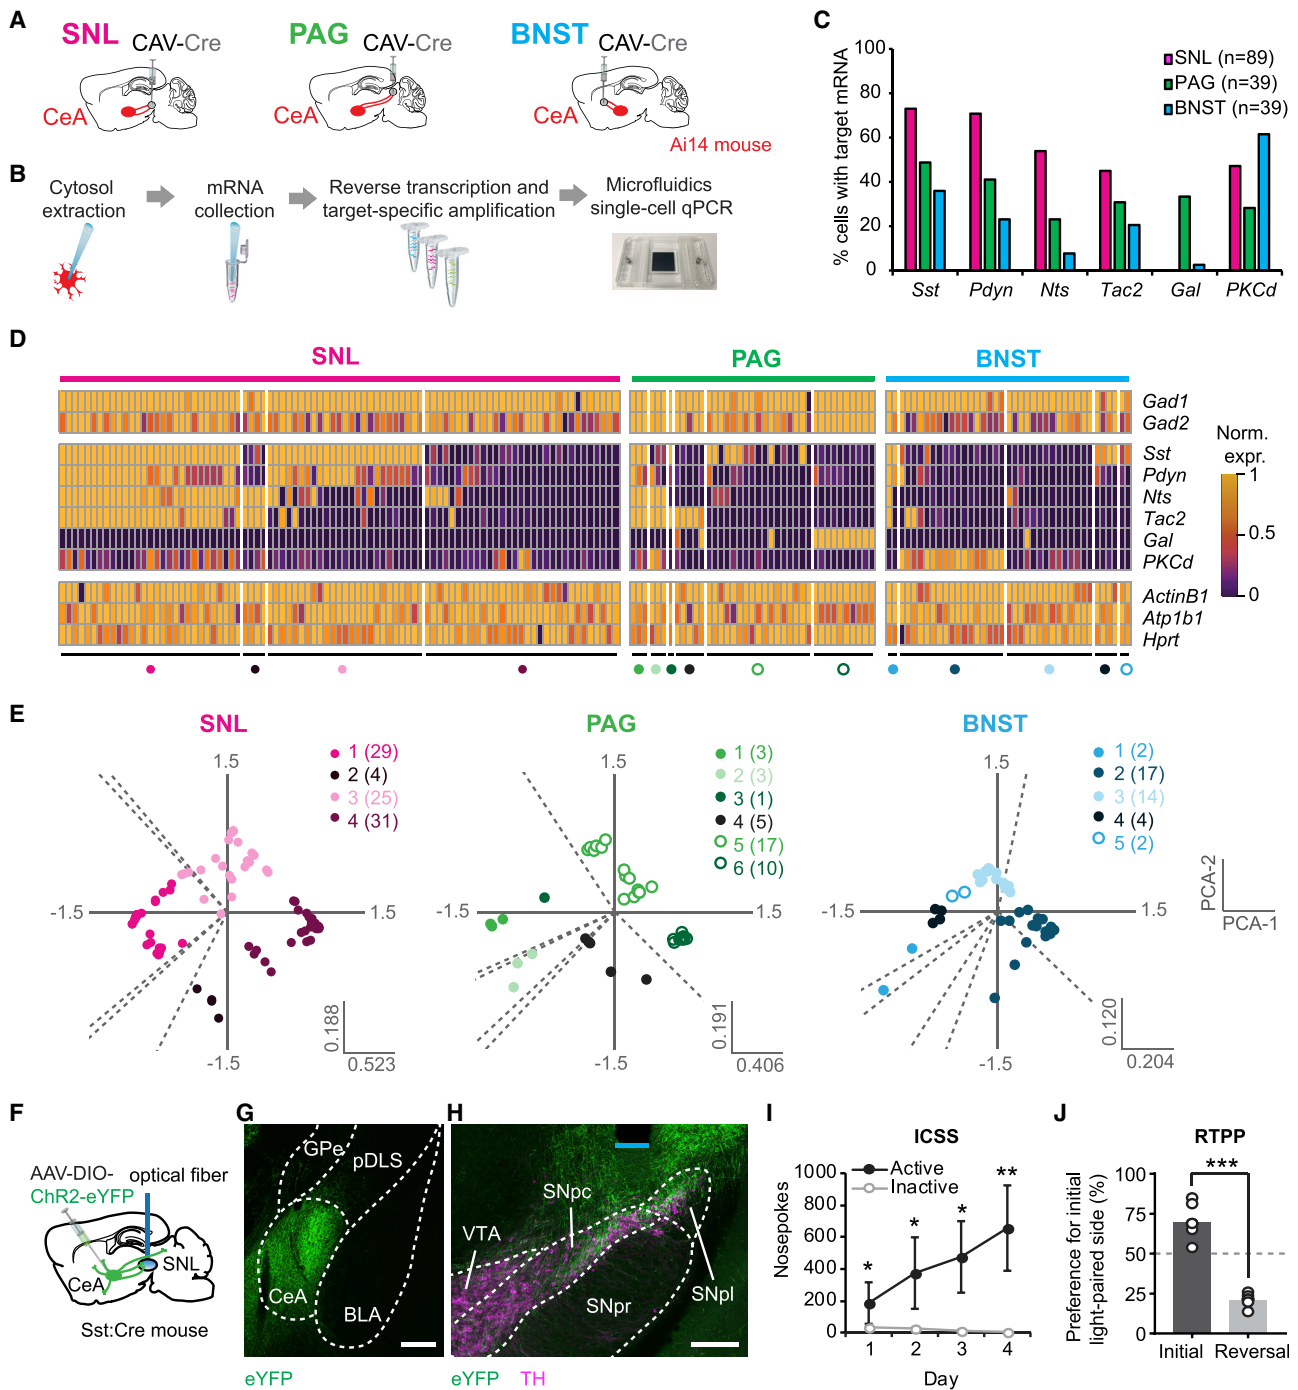 A
SNL
CAV-Cre
CeA
PAG
CAV-Cre
CeA
BNST
CAV-Cre
CeA
Ai14 mouse
B
Cytosol
extraction
mRNA
collection
Reverse transcription and
target-specific amplification
Microfluidics
single-cell qPCR
C
% cells with target mRNA
100
80
60
40
20
0
SNL (n=89)
PAG (n=39)
BNST (n=39)
Sst
Pdyn
Nts
Tac2
Gal
PKCd
D
SNL
PAG
BNST
Gad1
Gad2
Sst
Pdyn
Nts
Tac2
Gal
PKCd
ActinB1
Atp1b1
Hprt
Norm.
expr.
1
0.5
0
E
SNL
1.5
-1.5
1.5
-1.5
1 (29)
2 (4)
3 (25)
4 (31)
0.188
0.523
PAG
1.5
1.5
-1.5
1 (3)
2 (3)
3 (1)
4 (5)
5 (17)
6 (10)
0.191
0.406
BNST
1.5
-1.5
1.5
-1.5
1 (2)
2 (17)
3 (14)
4 (4)
5 (2)
0.120
0.204
PCA-2
PCA-1
F
AAV-DIO-
ChR2-eYFP
optical fiber
SNL
CeA
Sst:Cre mouse
G
GPe
pDLS
CeA
BLA
eYFP
H
SNpc
VTA
SNpr
SNpl
eYFP TH
I
ICSS
Nosepokes
1000
800
600
400
200
0
Active
Inactive
*
*
*
**
1 2 3 4
Day
J
RTPP
Preference for initial
light-paired side (%)
100
75
50
25
0
***
Initial
Reversal